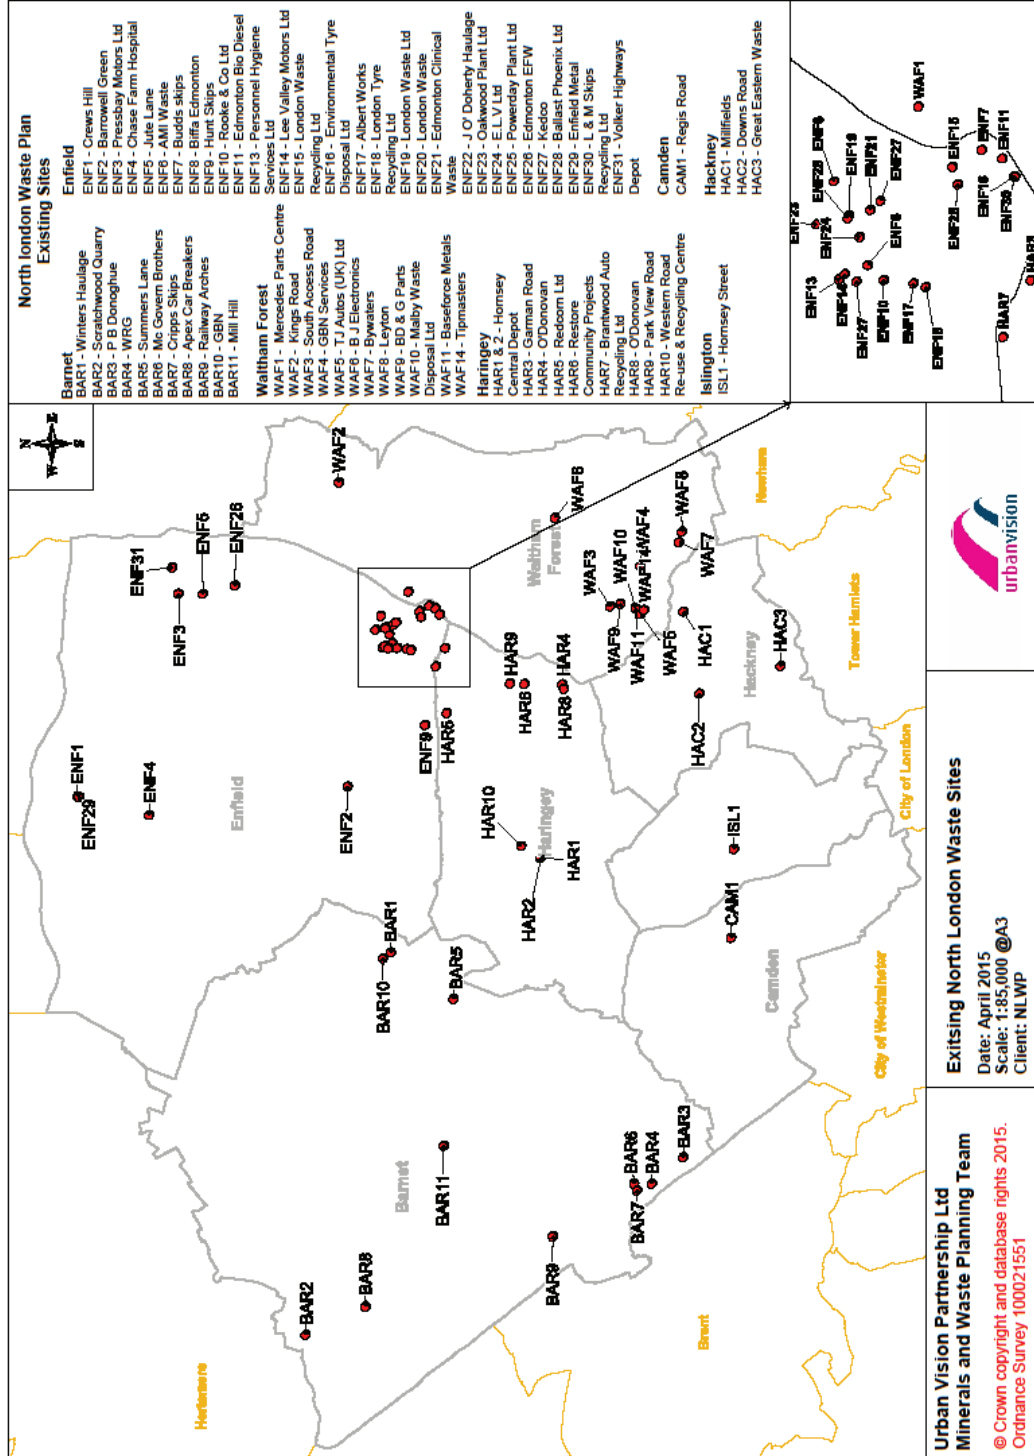 North london Waste Plan
Existing Sites
Barnet
BAR1 - Winters Haulage
BAR2 - Scratchwood Quarry
BAR3 - P B Donoghue
BAR4 - WRG
BAR5 - Summers Lane
BAR6 - Mc Govern Brothers
BAR7 - Cripps Skips
BAR8 - Apex Car Breakers
BAR9 - Railway Arches
BAR10 - GBN
BAR11 - Mill Hill
Waltham Forest
WAF1 - Mercedes Parts Centre
WAF2 - Kings Road
WAF3 - South Access Road
WAF4 - GBN Services
WAF5 - TJ Autos (UK) Ltd
WAF6 - B J Electronics
WAF7 - Bywaters
WAF8 - Leyton
WAF9 - BD & G Parts
WAF10 - Malby Waste
Disposal Ltd
WAF11 - Baseforce Metals
WAF14 - Tipmasters
Haringey
HAR1 & 2 - Hornsey
Central Depot
HAR3 - Garman Road
HAR4 - O'Donovan
HAR5 - Redcorn Ltd
HAR6 - Restore
Community Projects
HAR7 - Brantwood Auto
Recycling Ltd
HAR8 - O'Donovan
HAR9 - Park View Road
HAR10 - Western Road
Re-use & Recycling Centre
Islington
ISL1 - Hornsey Street
Enfield
ENF1 - Crews Hill
ENF2 - Barrowell Green
ENF3 - Pressbay Motors Ltd
ENF4 - Chase Farm Hospital
ENF5 - Jute Lane
ENF6 - AMI Waste
ENF7 - Budds skips
ENF8 - Biffa Edmonton
ENF9 - Hunt Skips
ENF10 - Rooke & Co Ltd
ENF11 - Edmonton Bio Diesel
ENF13 - Personnel Hygiene
Services Ltd
ENF14 - Lee Valley Motors Ltd
ENF15 - London Waste
Recycling Ltd
ENF16 - Environmental Tyre
Disposal Ltd
ENF17 - Albert Works
ENF18 - London Tyre
Recycling Ltd
ENF19 - London Waste Ltd
ENF20 - London Waste
ENF21 - Edmonton Clinical
Waste
ENF22 - J O' Doherty Haulage
ENF23 - Oakwood Plant Ltd
ENF24 - E. L .V Ltd
ENF25 - Powerday Plant Ltd
ENF26 - Edmonton EFW
ENF27 - Kedco
ENF28 - Ballast Phoenix Ltd
ENF29 - Enfield Metal
ENF30 - L & M Skips
Recycling Ltd
ENF31 - Volker Highways
Depot
Camden
CAM1 - Regis Road
Hackney
HAC1 - Millfields
HAC2 - Downs Road
HAC3 - Great Eastern Waste
N
W
E
S
Hertsmere
BAR2
BAR8
Barnet
BAR11
BAR9
BAR7
BAR6
BAR4
BAR3
Brent
BAR10
BAR1
BAR5
ENF29
ENF1
ENF4
Enfield
ENF2
ENF9
HAR5
ENF31
ENF3
ENF5
ENF26
WAF2
HAR10
HAR2
HAR1
Haringey
HAR9
HAR6
HAR8
HAR4
Waltham
Forest
WAF6
WAF3
WAF9
WAF10
WAF11
WAF14
WAF4
WAF5
WAF7
WAF8
HAC1
HAC2
HAC3
Hackney
ISL1
CAM1
Camden
City of Westminster
City of London
Tower Hamlets
Newham
ENF23
ENF24
ENF19
ENF21
ENF27
ENF13
ENF27
ENF10
ENF17
WAF1
ENF15
ENF7
ENF11
ENF16
HAR7
Urban Vision Partnership Ltd
Minerals and Waste Planning Team
© Crown copyright and database rights 2015.
Ordnance Survey 100021551
Exitsing North London Waste Sites
Date: April 2015
Scale: 1:85,000 @A3
Client: NLWP
urbanvision